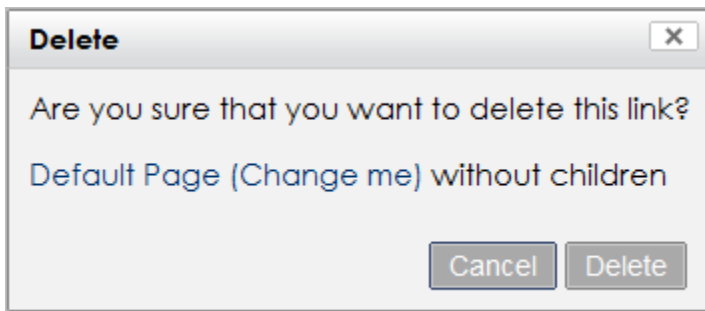 Delete
Are you sure that you want to delete this link?
Default Page (Change me) without children
Cancel Delete